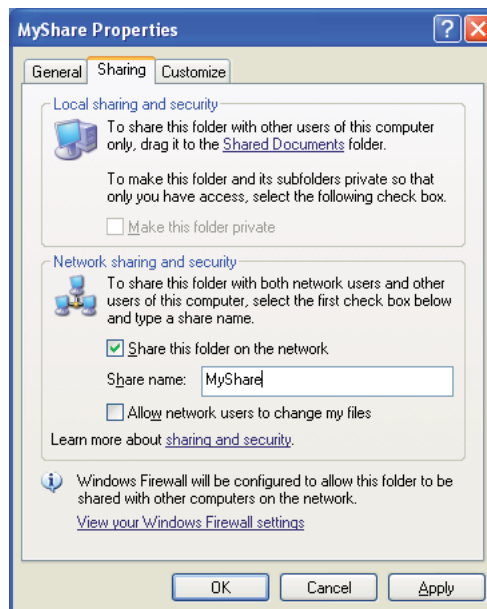 MyShare Properties
General Sharing Customize
Local sharing and security
To share this folder with other users of this computer
only, drag it to the Shared Documents folder.
To make this folder and its subfolders private so that
only you have access, select the following check box.
Make this folder private
Network sharing and security
To share this folder with both network users and other
users of this computer, select the first check box below
and type a share name.
Share this folder on the network
Share name: MyShare
Allow network users to change my files
Learn more about sharing and security.
Windows Firewall will be configured to allow this folder to be
shared with other computers on the network.
View your Windows Firewall settings
OK Cancel Apply